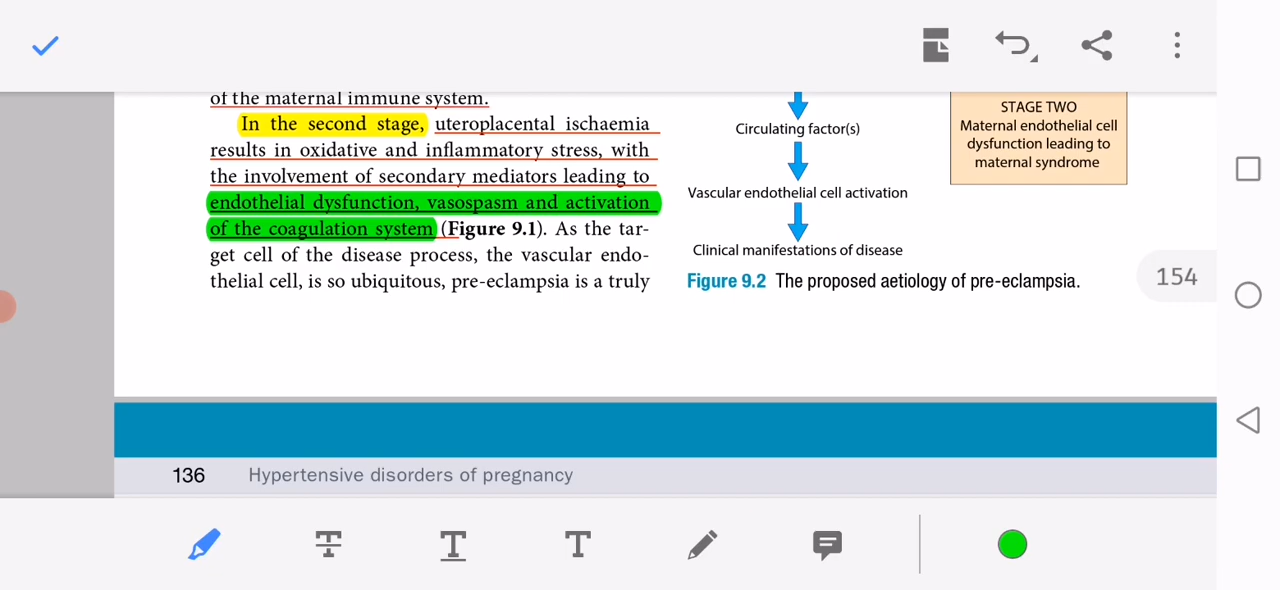 of the maternal immune system.
In the second stage, uteroplacental ischaemia
results in oxidative and inflammatory stress, with
the involvement of secondary mediators leading to
endothelial dysfunction, vasospasm and activation
of the coagulation system (Figure 9.1). As the tar-
get cell of the disease process, the vascular endo-
thelial cell, is so ubiquitous, pre-eclampsia is a truly
Circulating factor(s)
Vascular endothelial cell activation
Clinical manifestations of disease
STAGE TWO
Maternal endothelial cell
dysfunction leading to
maternal syndrome
Figure 9.2 The proposed aetiology of pre-eclampsia.
154
136 Hypertensive disorders of pregnancy
T
T
T